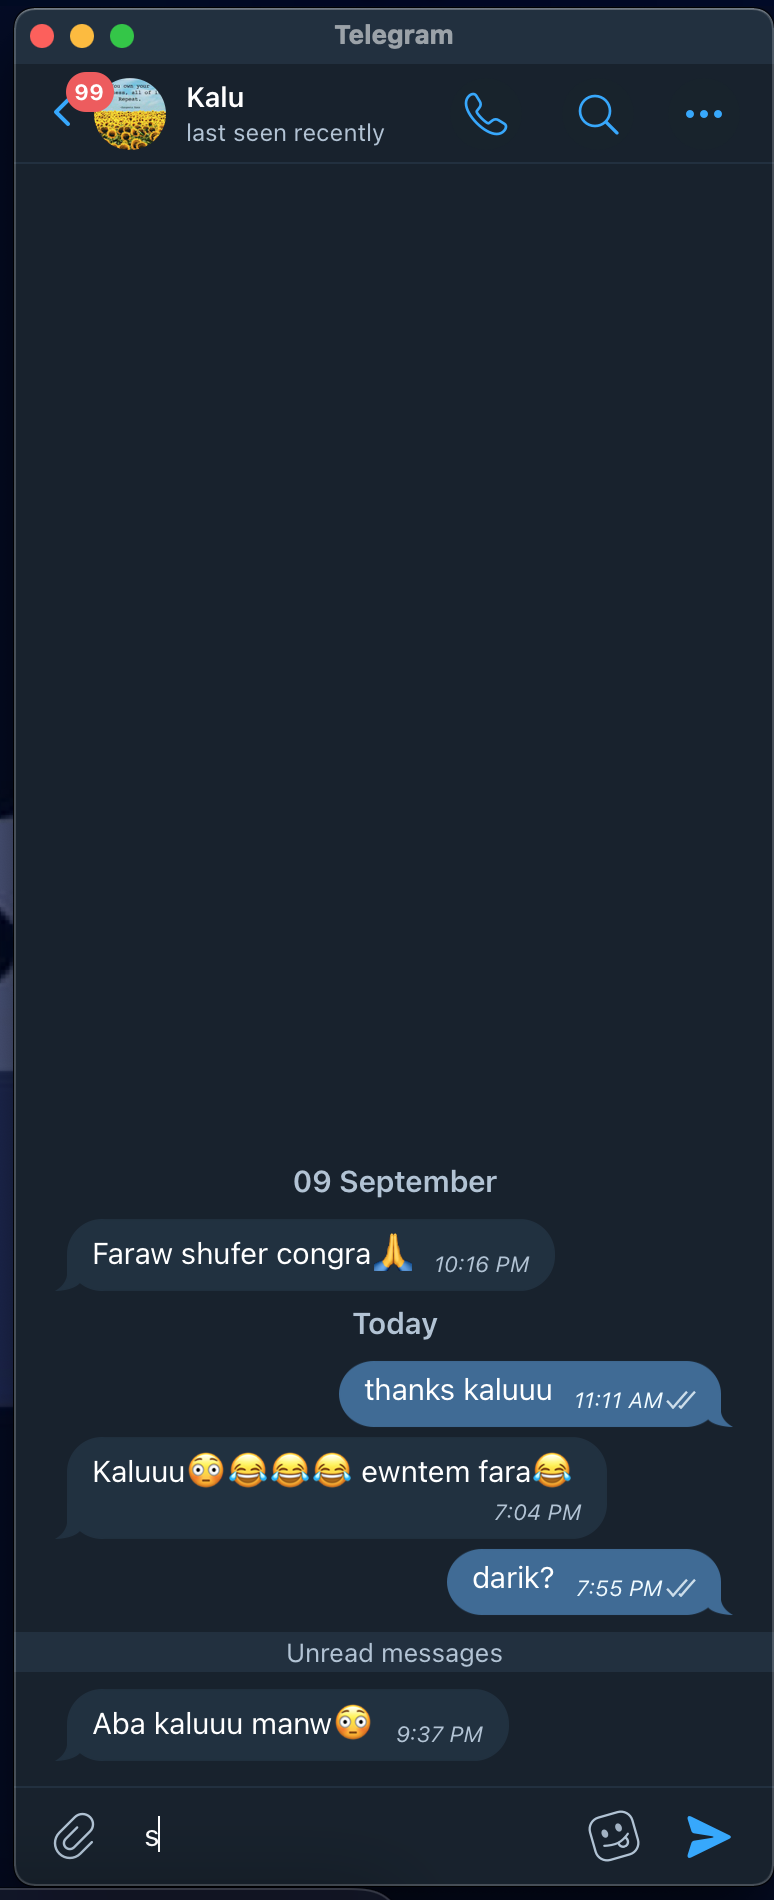 Telegram
99
Kalu
last seen recently
09 September
Faraw shufer congra🙏 10:16 PM
Today
thanks kaluuu 11:11 AM
Kaluuu😳😂😂😂 ewntem fara😂
7:04 PM
darik? 7:55 PM
Unread messages
Aba kaluuu manw😳 9:37 PM
s